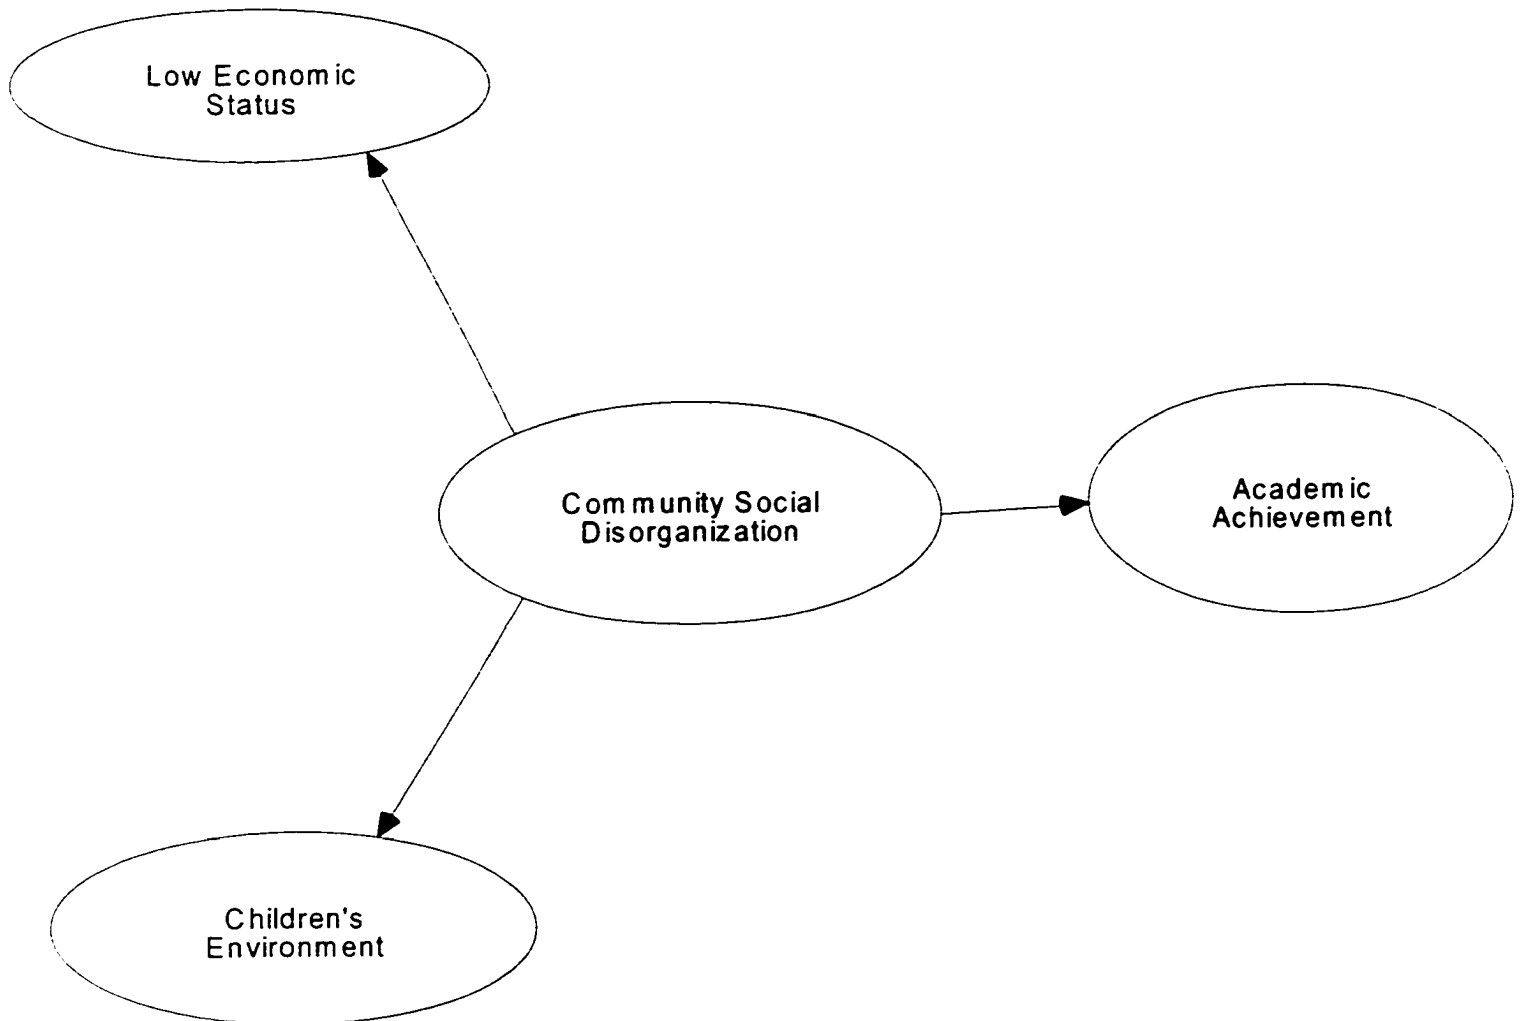 Low Economic
Status
Community Social
Disorganization
Academic
Achievement
Children's
Environment